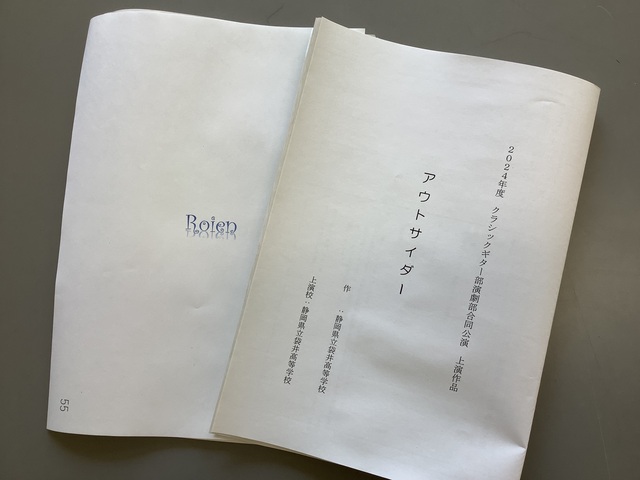 2024年度　クラシックギター部演劇部合同公演　上演作品
アウトサイダー
作　：静岡県立袋井高等学校
上演校：静岡県立袋井高等学校
Roien
55